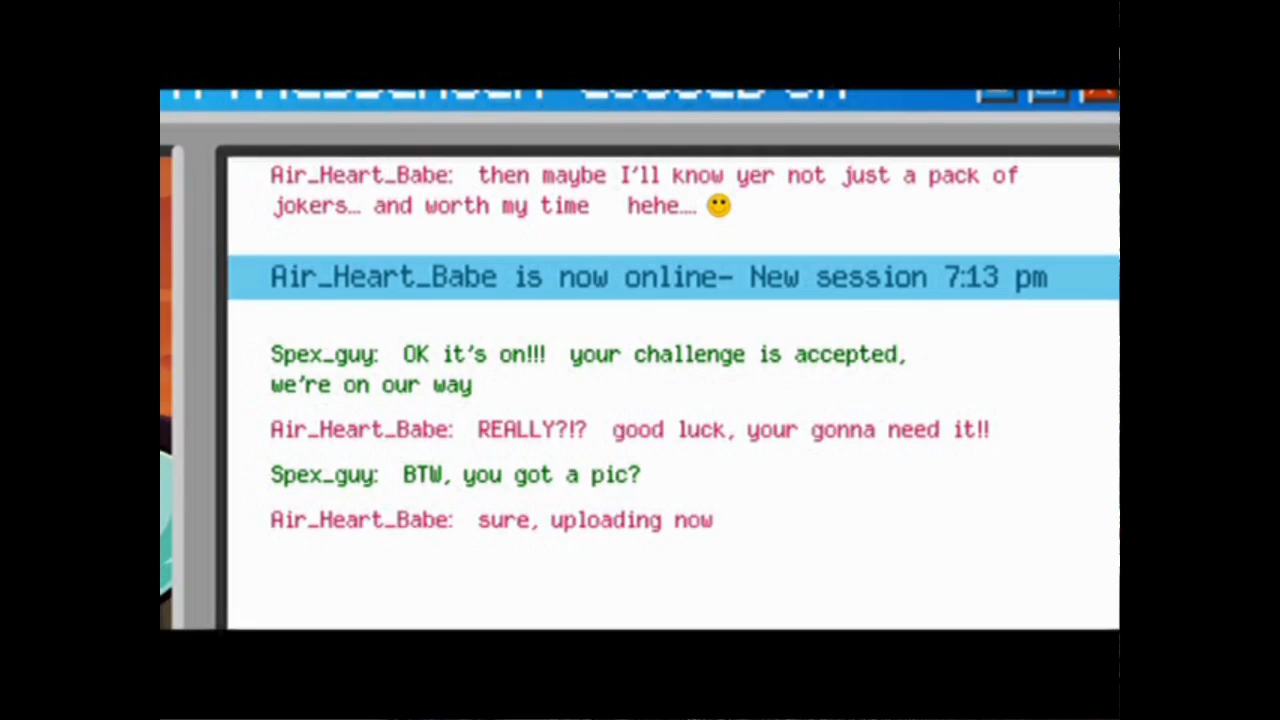 Air_Heart_Babe: then maybe I'll know yer not just a pack of
jokers... and worth my time hehe....
Air_Heart_Babe is now online- New session 7:13 pm
Spex_guy: OK it's on!!! your challenge is accepted,
we're on our way
Air_Heart_Babe: REALLY?!? good luck, your gonna need it!!
Spex_guy: BTW, you got a pic?
Air_Heart_Babe: sure, uploading now